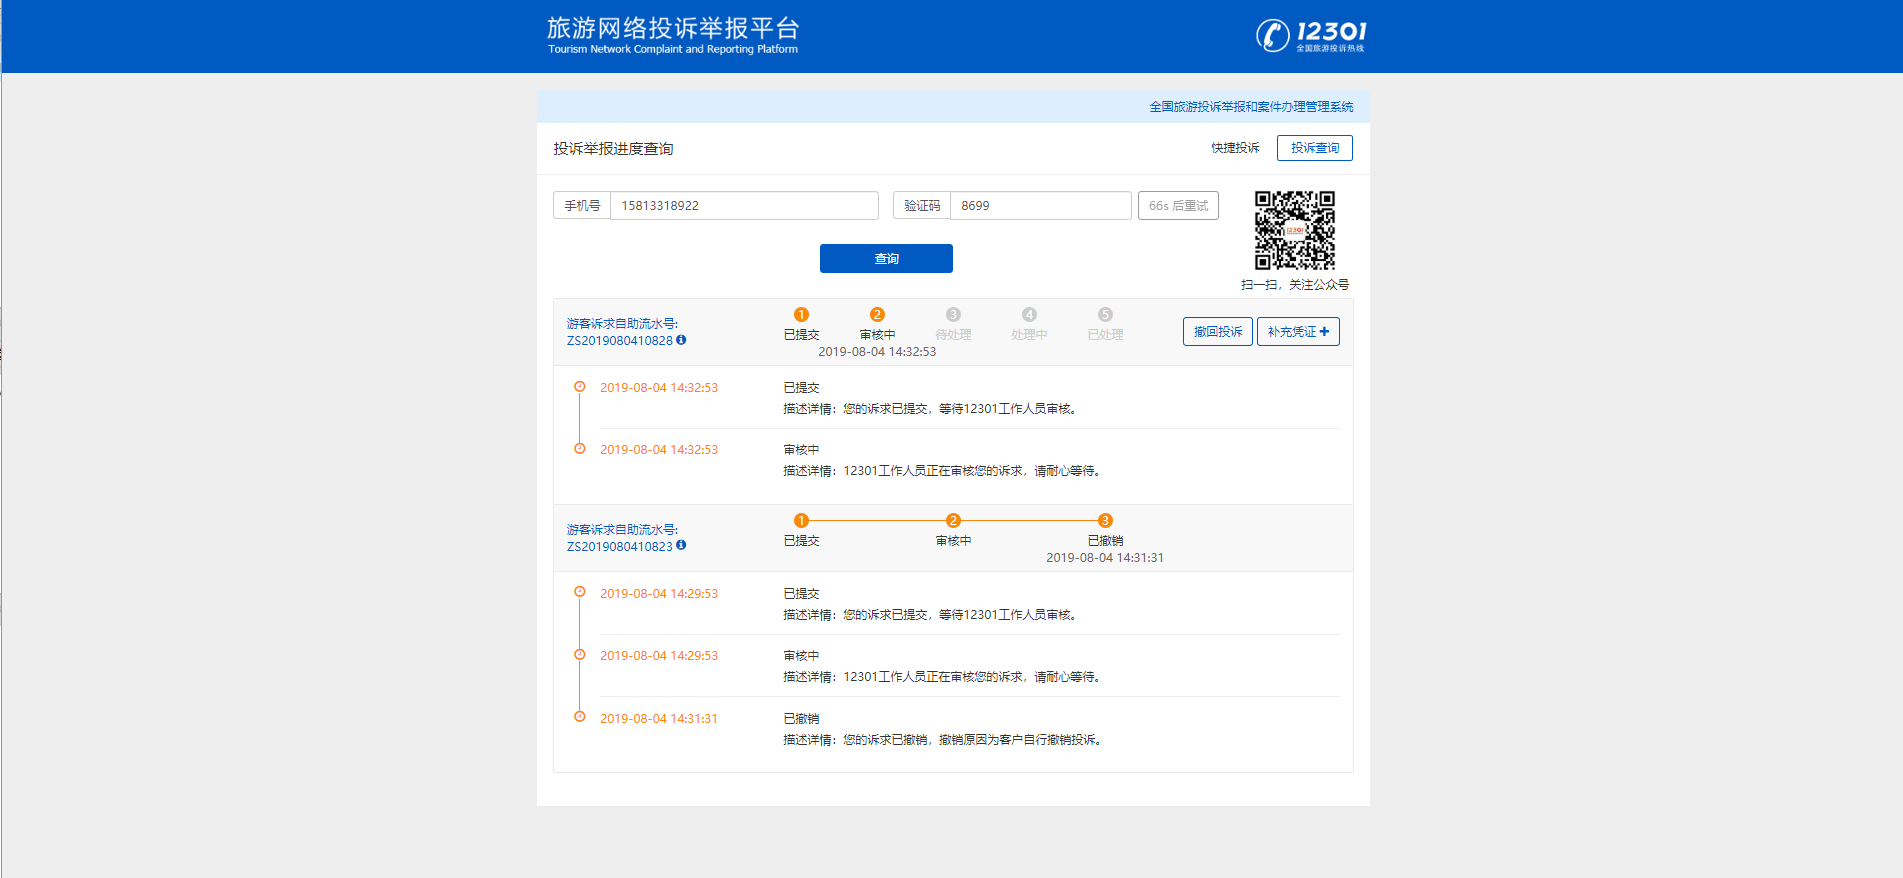 旅游网络投诉举报平台
Tourism Network Complaint and Reporting Platform
12301
全国旅游投诉热线
全国旅游投诉举报和案件办理管理系统
投诉举报进度查询
快捷投诉
投诉查询
手机号
15813318922
验证码
8699
66s 后重试
12301
查询
扫一扫，关注公众号
游客诉求自助流水号:
ZS2019080410828
1
已提交
2
审核中
3
待处理
4
处理中
5
已处理
2019-08-04 14:32:53
撤回投诉
补充凭证
2019-08-04 14:32:53
已提交
描述详情：您的诉求已提交，等待12301工作人员审核。
2019-08-04 14:32:53
审核中
描述详情：12301工作人员正在审核您的诉求，请耐心等待。
游客诉求自助流水号:
ZS2019080410823
1
已提交
2
审核中
3
已撤销
2019-08-04 14:31:31
2019-08-04 14:29:53
已提交
描述详情：您的诉求已提交，等待12301工作人员审核。
2019-08-04 14:29:53
审核中
描述详情：12301工作人员正在审核您的诉求，请耐心等待。
2019-08-04 14:31:31
已撤销
描述详情：您的诉求已撤销，撤销原因为客户自行撤销投诉。